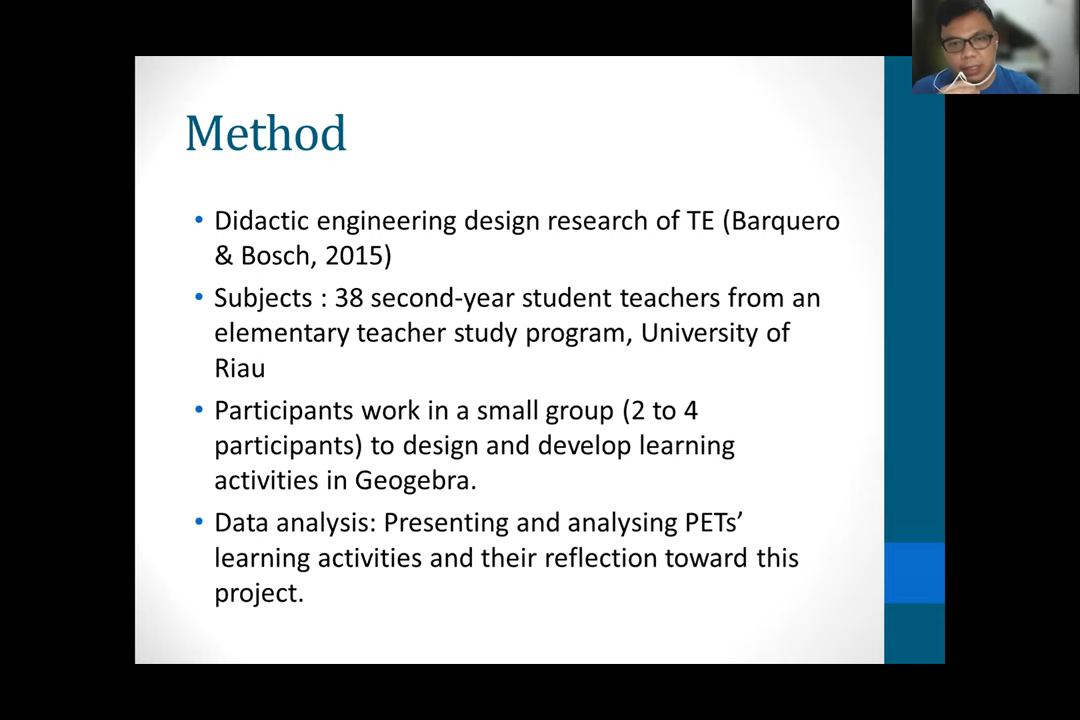 Method
• Didactic engineering design research of TE (Barquero
& Bosch, 2015)
• Subjects : 38 second-year student teachers from an
elementary teacher study program, University of
Riau
• Participants work in a small group (2 to 4
participants) to design and develop learning
activities in Geogebra.
• Data analysis: Presenting and analysing PETs’
learning activities and their reflection toward this
project.